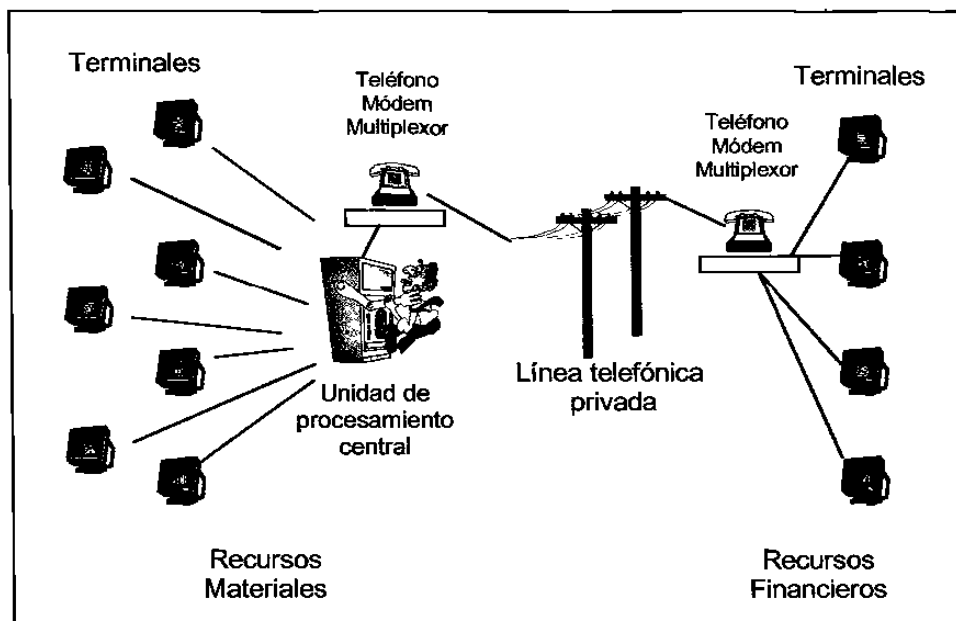 Terminales
Teléfono
Módem
Multiplexor
Terminales
Teléfono
Módem
Multiplexor
Unidad de
procesamiento
central
Línea telefónica
privada
Recursos
Materiales
Recursos
Financieros